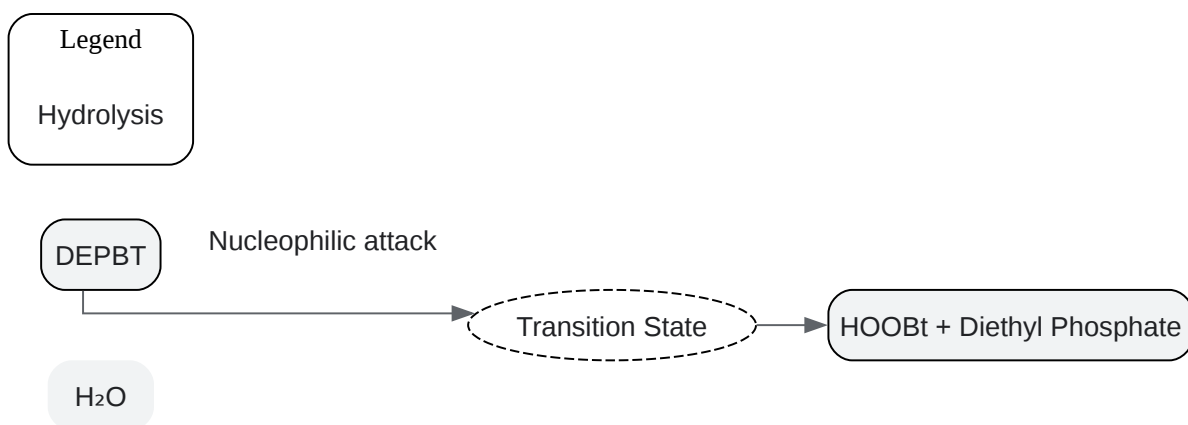 Legend
Hydrolysis
DEPBT
Nucleophilic attack
Transition State
HOOBt + Diethyl Phosphate
H₂O